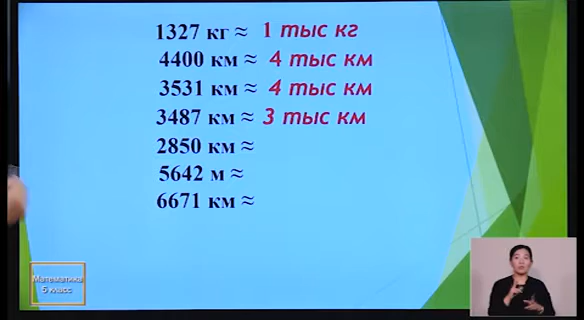 1327 кг ≈ 1 тыс кг
4400 км ≈ 4 тыс км
3531 км ≈ 4 тыс км
3487 км ≈ 3 тыс км
2850 км ≈
5642 м ≈
6671 км ≈
Математика
5 класс